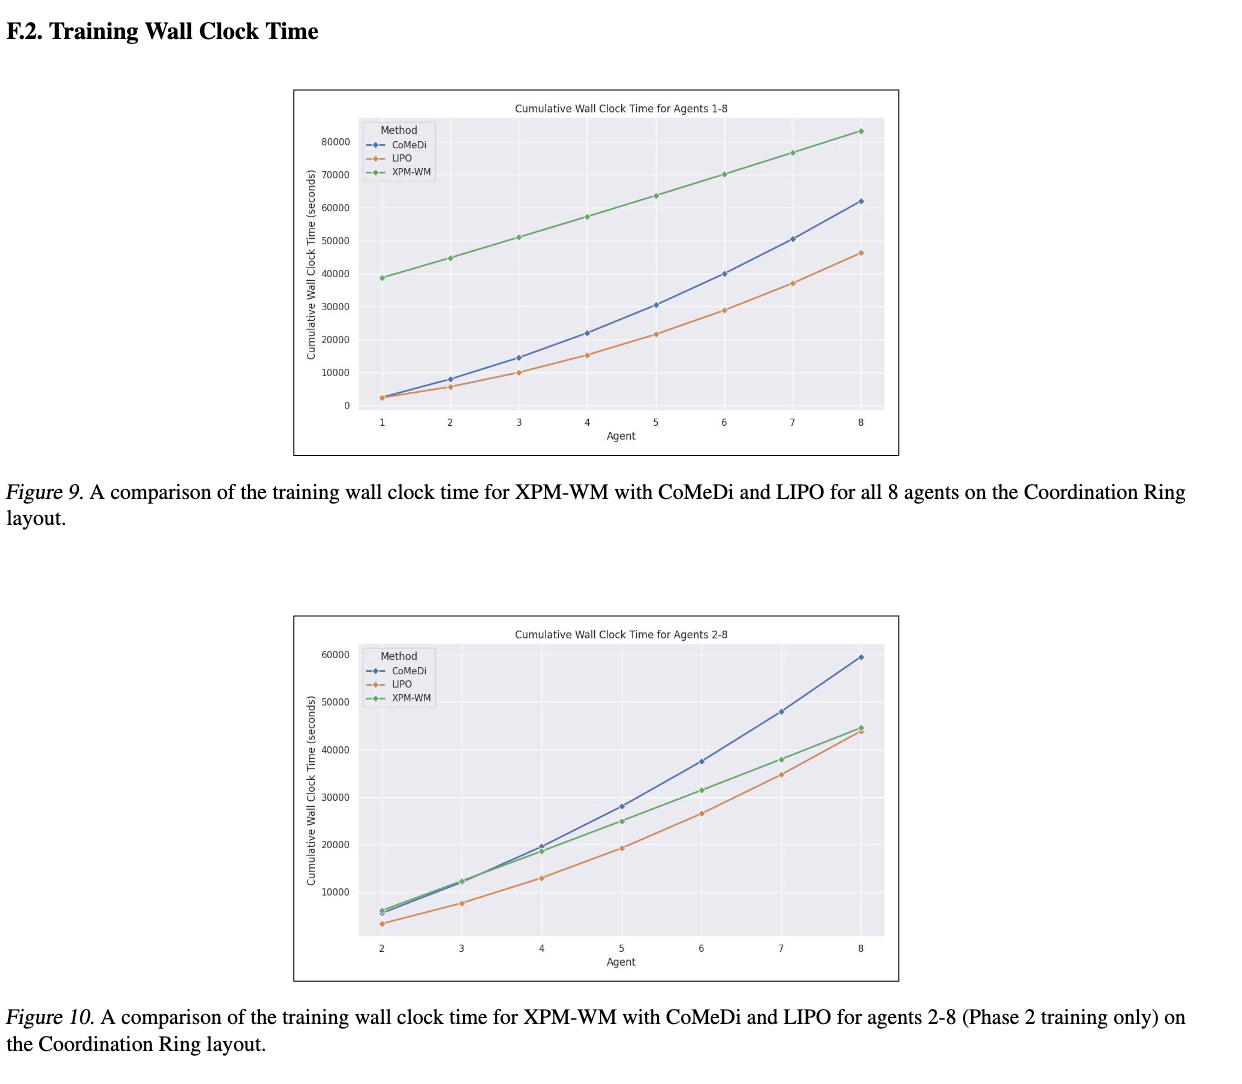 F.2. Training Wall Clock Time
Cumulative Wall Clock Time for Agents 1-8
Method
CoMeDi
LIPO
XPM-WM
Cumulative Wall Clock Time (seconds)
80000
70000
60000
50000
40000
30000
20000
10000
0
1 2 3 4 5 6 7 8
Agent
Figure 9. A comparison of the training wall clock time for XPM-WM with CoMeDi and LIPO for all 8 agents on the Coordination Ring
layout.
Cumulative Wall Clock Time for Agents 2-8
Method
CoMeDi
LIPO
XPM-WM
Cumulative Wall Clock Time (seconds)
60000
50000
40000
30000
20000
10000
2 3 4 5 6 7 8
Agent
Figure 10. A comparison of the training wall clock time for XPM-WM with CoMeDi and LIPO for agents 2-8 (Phase 2 training only) on
the Coordination Ring layout.